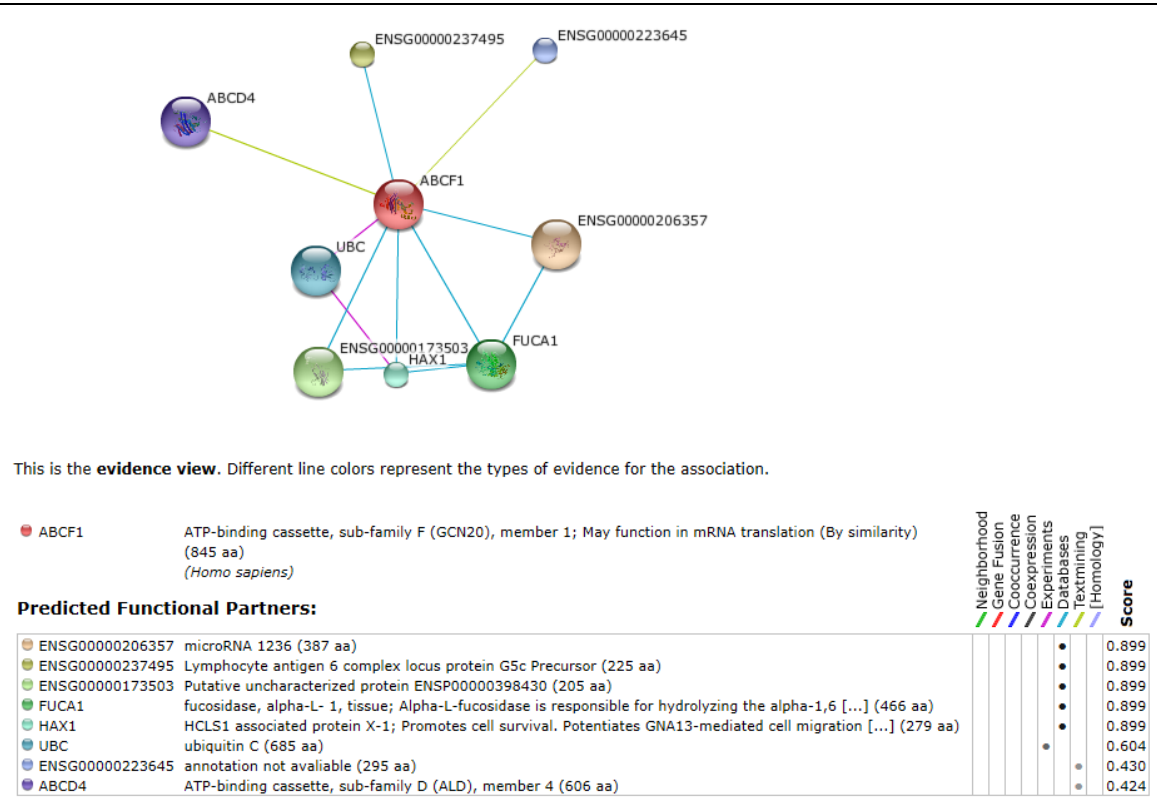 ENSG00000237495
ENSG00000223645
ABCD4
ABCF1
ENSG00000206357
UBC
FUCA1
ENSG00000173503
HAX1
This is the evidence view. Different line colors represent the types of evidence for the association.
Neighborhood
Gene Fusion
Cooccurrence
Coexpression
Experiments
Databases
Textmining
[Homology]
Score
ABCF1 ATP-binding cassette, sub-family F (GCN20), member 1; May function in mRNA translation (By similarity)
(845 aa)
(Homo sapiens)
Predicted Functional Partners:
ENSG00000206357 microRNA 1236 (387 aa) 0.899
ENSG00000237495 Lymphocyte antigen 6 complex locus protein G5c Precursor (225 aa) 0.899
ENSG00000173503 Putative uncharacterized protein ENSP00000398430 (205 aa) 0.899
FUCA1 fucosidase, alpha-L- 1, tissue; Alpha-L-fucosidase is responsible for hydrolyzing the alpha-1,6 [...] (466 aa) 0.899
HAX1 HCLS1 associated protein X-1; Promotes cell survival. Potentiates GNA13-mediated cell migration [...] (279 aa) 0.899
UBC ubiquitin C (685 aa) 0.604
ENSG00000223645 annotation not avaliable (295 aa) 0.430
ABCD4 ATP-binding cassette, sub-family D (ALD), member 4 (606 aa) 0.424